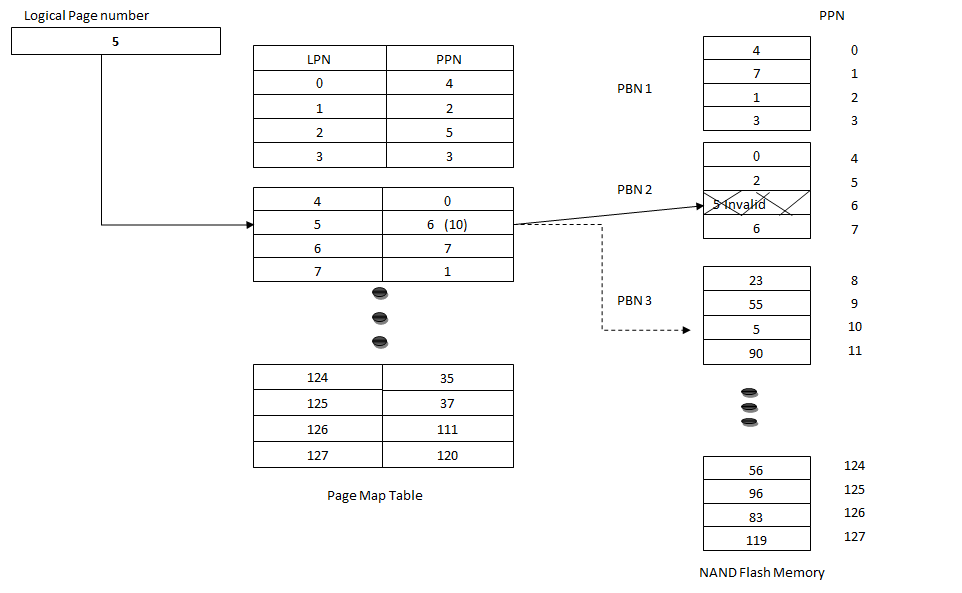 Logical Page number
5
LPN PPN
0 4
1 2
2 5
3 3
4 0
5 6 (10)
6 7
7 1
124 35
125 37
126 111
127 120
Page Map Table
PPN
PBN 1
4 0
7 1
1 2
3 3
PBN 2
0 4
2 5
5 Invalid 6
6 7
PBN 3
23 8
55 9
5 10
90 11
56 124
96 125
83 126
119 127
NAND Flash Memory